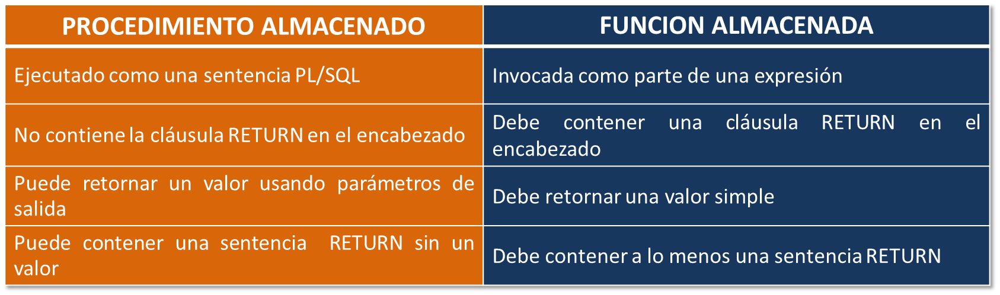 PROCEDIMIENTO ALMACENADO
FUNCION ALMACENADA
Ejecutado como una sentencia PL/SQL
Invocada como parte de una expresión
No contiene la cláusula RETURN en el encabezado
Debe contener una cláusula RETURN en el
encabezado
Puede retornar un valor usando parámetros de
salida
Debe retornar una valor simple
Puede contener una sentencia RETURN sin un
valor
Debe contener a lo menos una sentencia RETURN